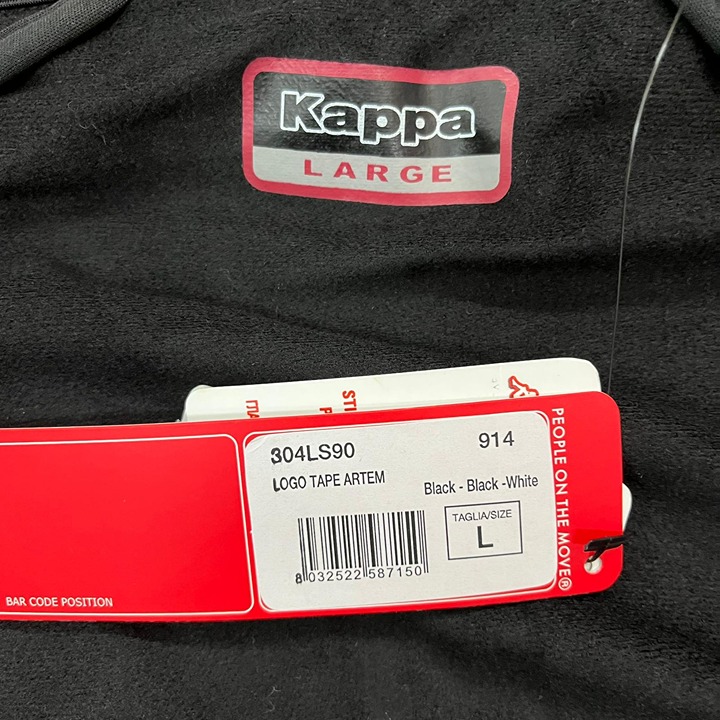 Kappa
LARGE
STI
304LS90
914
LOGO TAPE ARTEM
Black - Black -White
TAGLIA/SIZE
L
8 032522 587150
PEOPLE ON THE MOVE®
BAR CODE POSITION